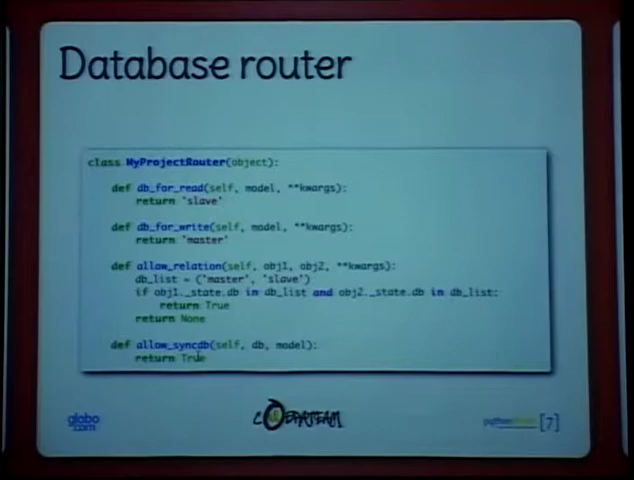 Database router
class MyProjectRouter(object):
def db_for_read(self, model, **kwargs):
return 'slave'
def db_for_write(self, model, **kwargs):
return 'master'
def allow_relation(self, obj1, obj2, **kwargs):
db_list = ('master', 'slave')
if obj1._state.db in db_list and obj2._state.db in db_list:
return True
return None
def allow_syncdb(self, db, model):
return True
globo
.com
python
[7]